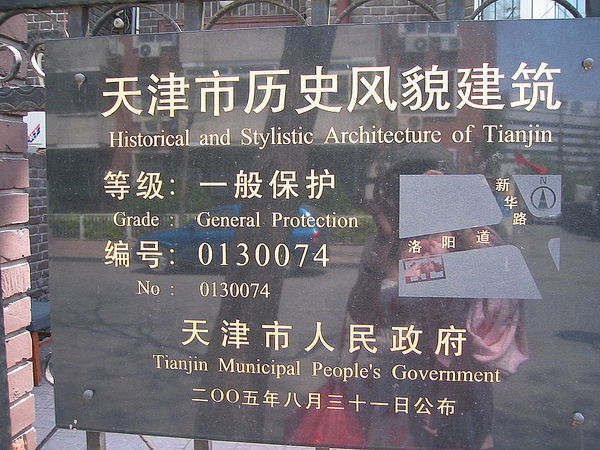 天津市历史风貌建筑
Historical and Stylistic Architecture of Tianjin
等级：一般保护
Grade : General Protection
编号：0130074
No : 0130074
新华路
N
洛阳道
天津市人民政府
Tianjin Municipal People's Government
二〇〇五年八月三十一日公布